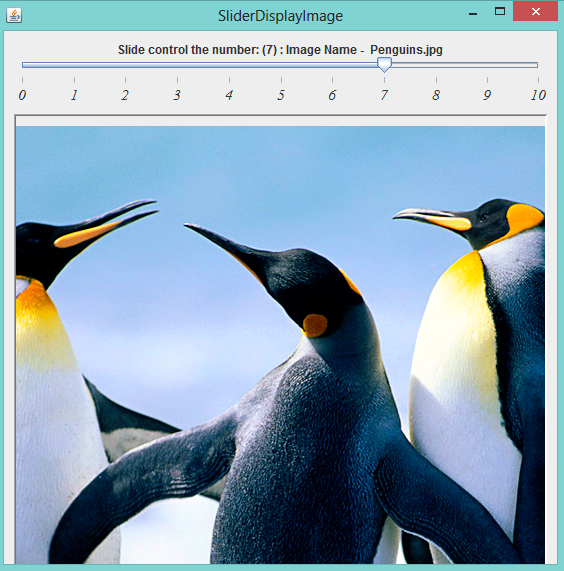 SliderDisplayImage
Slide control the number: (7) : Image Name -  Penguins.jpg
0 1 2 3 4 5 6 7 8 9 10